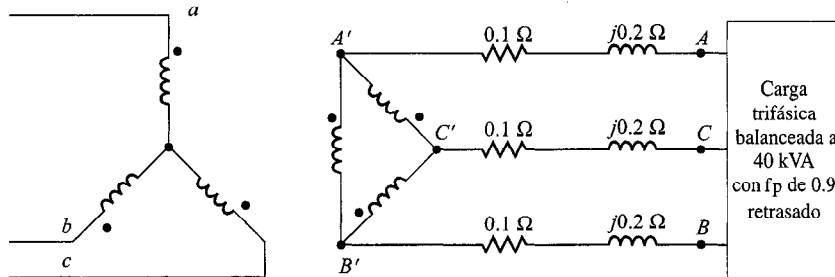 a
b
c
A'
C'
B'
0.1 Ω
j0.2 Ω
A
0.1 Ω
j0.2 Ω
C
0.1 Ω
j0.2 Ω
B
Carga
trifásica
balanceada a
40 kVA
con fp de 0.9
retrasado